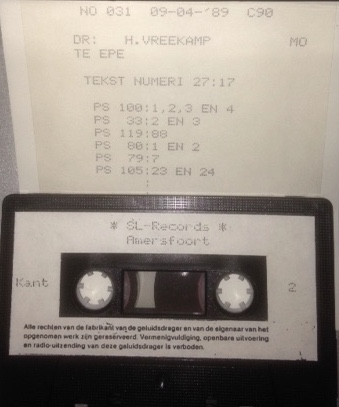 NO 031 09-04-'89 C90
DR: H.VREEKAMP MO
TE EPE
TEKST NUMERI 27:17
PS 100:1,2,3 EN 4
PS 33:2 EN 3
PS 119:88
PS 80:1 EN 2
PS 79:7
PS 105:23 EN 24
* SL-Records *
Amersfoort
Kant 2
Alle rechten van de fabrikant van de geluidsdrager en van de eigenaar van het
opgenomen werk zijn gereserveerd. Vermenigvuldiging, openbare uitvoering
en radio-uitzending van deze geluidsdrager is verboden.